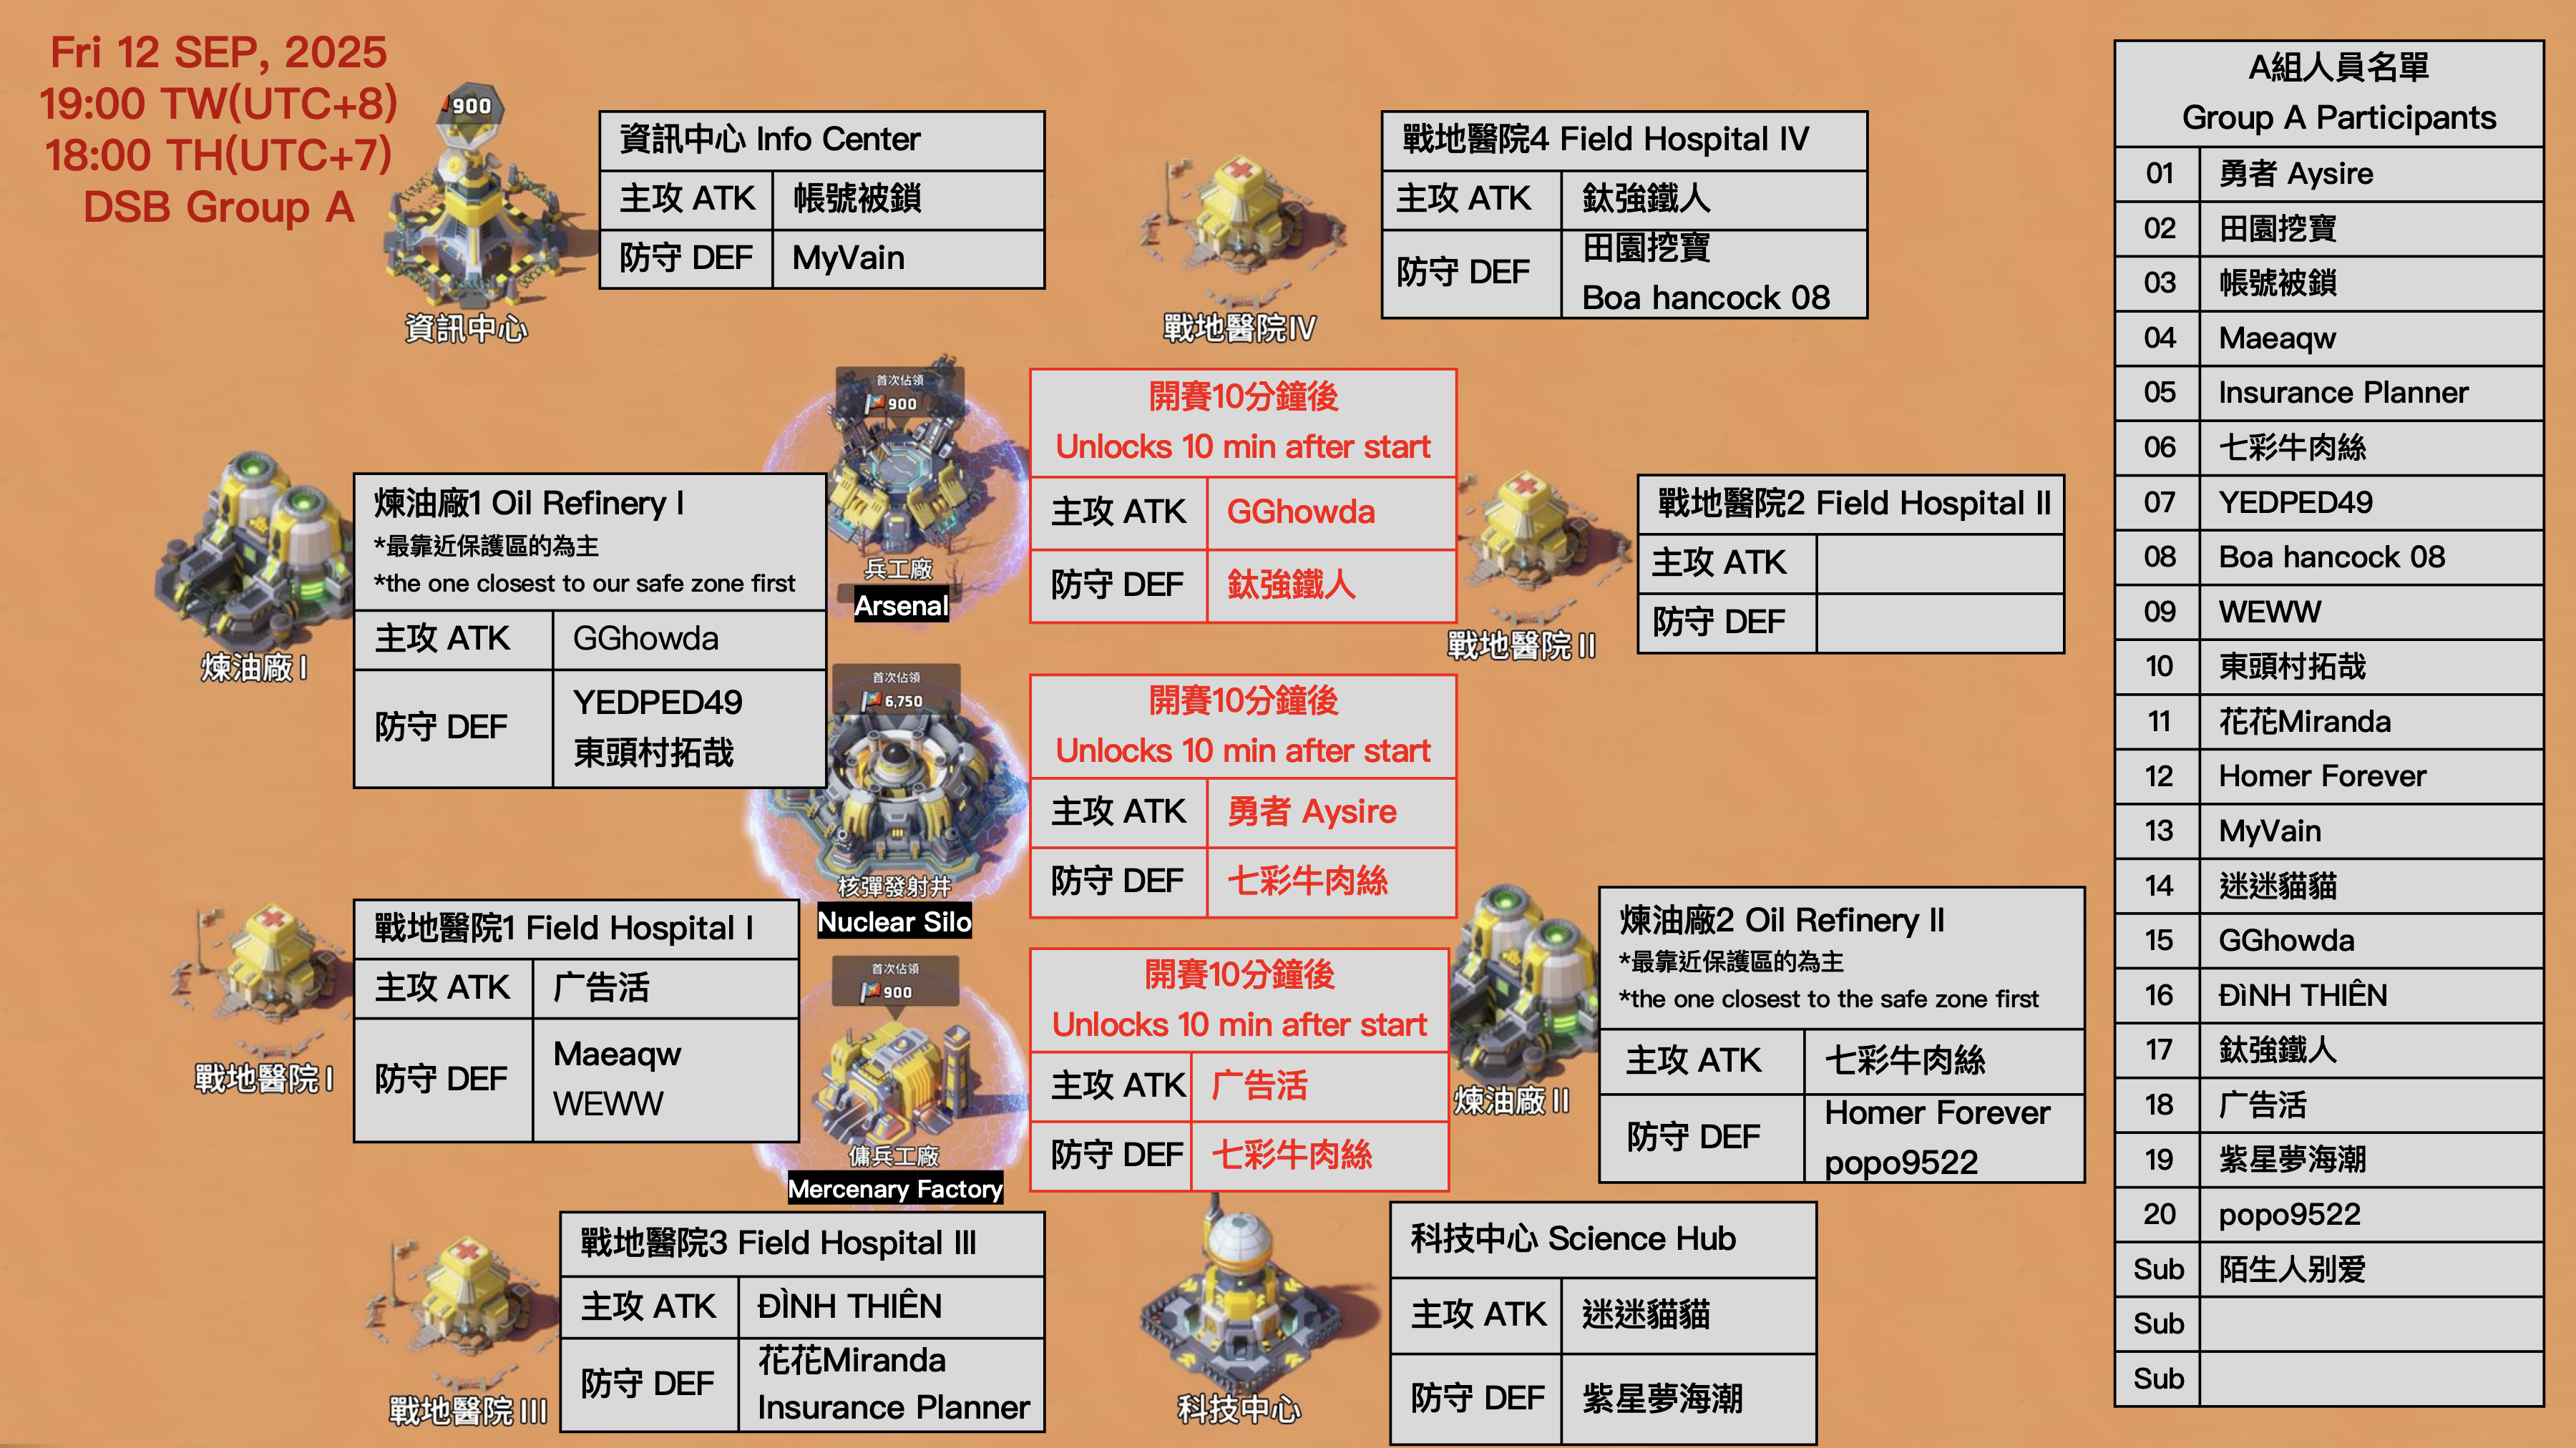 Fri 12 SEP, 2025
19:00 TW(UTC+8)
18:00 TH(UTC+7)
DSB Group A
900
資訊中心
資訊中心 Info Center
主攻 ATK 帳號被鎖
防守 DEF MyVain
戰地醫院IV
戰地醫院4 Field Hospital IV
主攻 ATK 鈦強鐵人
防守 DEF 田園挖寶
Boa hancock 08
首次佔領
900
兵工廠
Arsenal
開賽10分鐘後
Unlocks 10 min after start
主攻 ATK GGhowda
防守 DEF 鈦強鐵人
煉油廠 I
煉油廠1 Oil Refinery I
*最靠近保護區的為主
*the one closest to our safe zone first
主攻 ATK GGhowda
防守 DEF YEDPED49
東頭村拓哉
戰地醫院 II
戰地醫院2 Field Hospital II
主攻 ATK
防守 DEF
首次佔領
6,750
核彈發射井
Nuclear Silo
開賽10分鐘後
Unlocks 10 min after start
主攻 ATK 勇者 Aysire
防守 DEF 七彩牛肉絲
戰地醫院 I
戰地醫院1 Field Hospital I
主攻 ATK 广告活
防守 DEF Maeaqw
WEWW
首次佔領
900
傭兵工廠
Mercenary Factory
開賽10分鐘後
Unlocks 10 min after start
主攻 ATK 广告活
防守 DEF 七彩牛肉絲
煉油廠 II
煉油廠2 Oil Refinery II
*最靠近保護區的為主
*the one closest to the safe zone first
主攻 ATK 七彩牛肉絲
防守 DEF Homer Forever
popo9522
戰地醫院 III
戰地醫院3 Field Hospital III
主攻 ATK ĐÌNH THIÊN
防守 DEF 花花Miranda
Insurance Planner
科技中心
科技中心 Science Hub
主攻 ATK 迷迷貓貓
防守 DEF 紫星夢海潮
A組人員名單
Group A Participants
01 勇者 Aysire
02 田園挖寶
03 帳號被鎖
04 Maeaqw
05 Insurance Planner
06 七彩牛肉絲
07 YEDPED49
08 Boa hancock 08
09 WEWW
10 東頭村拓哉
11 花花Miranda
12 Homer Forever
13 MyVain
14 迷迷貓貓
15 GGhowda
16 ĐìNH THIÊN
17 鈦強鐵人
18 广告活
19 紫星夢海潮
20 popo9522
Sub 陌生人别爱
Sub
Sub